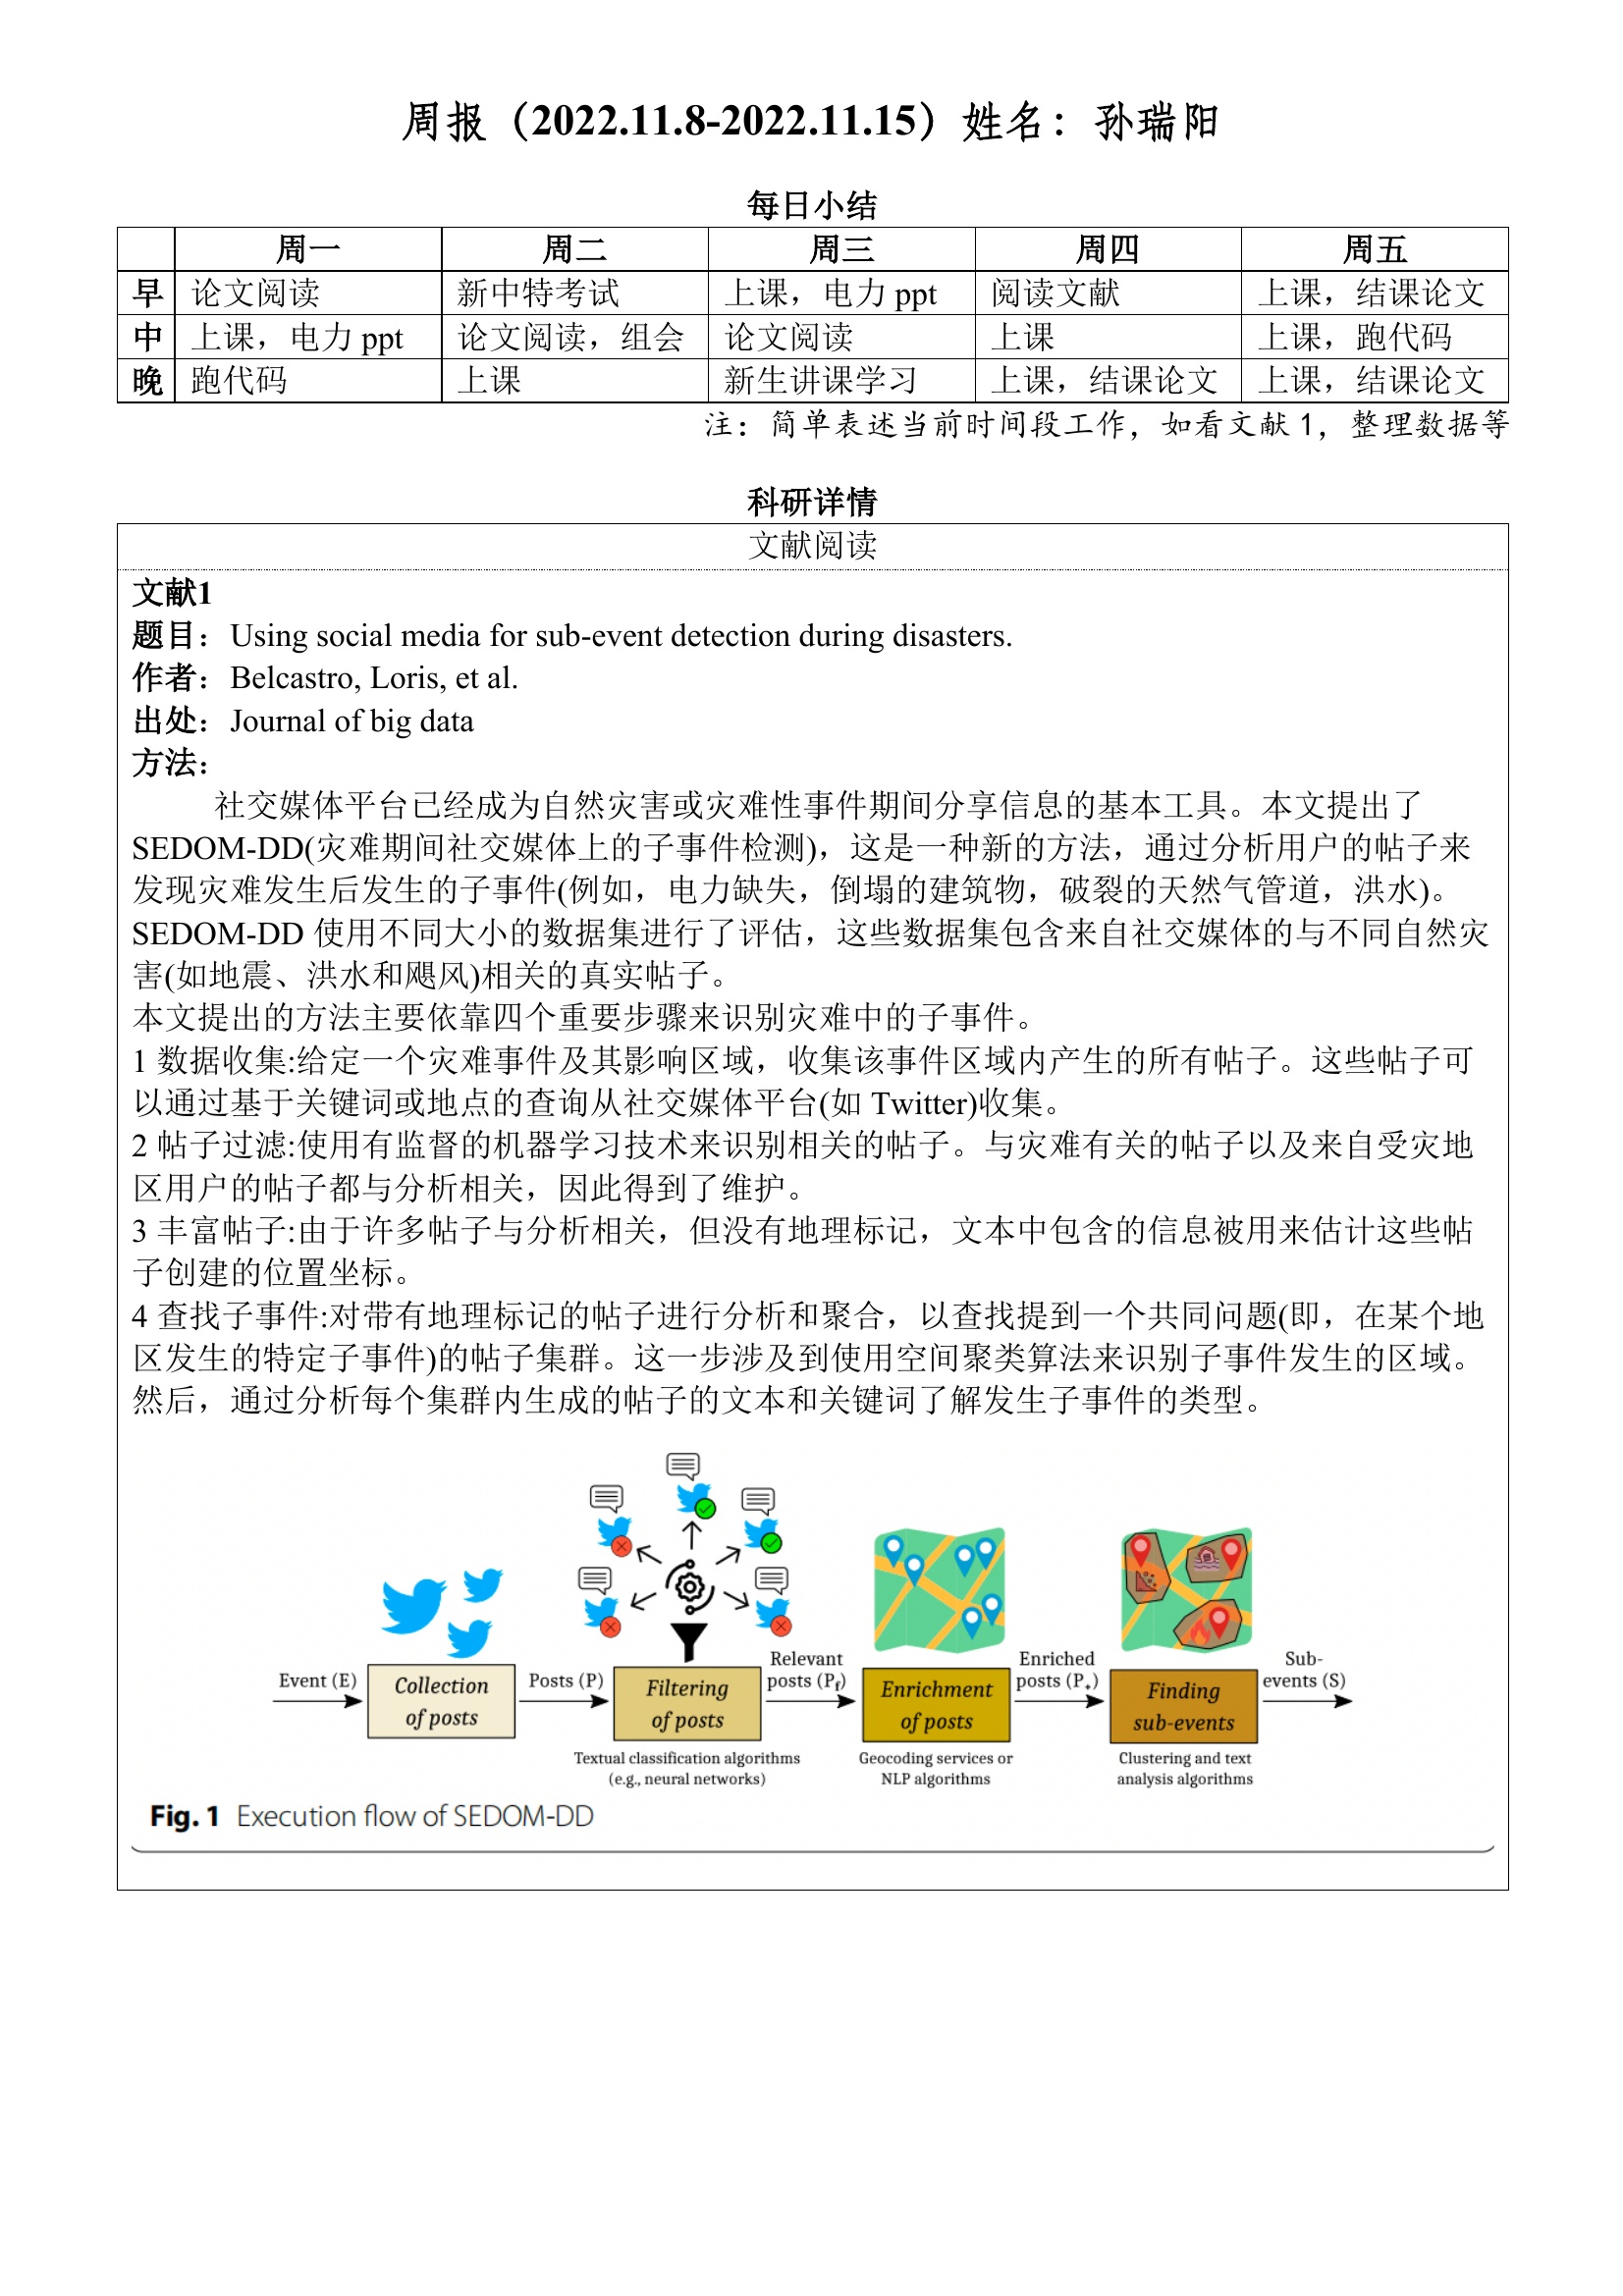 周报（2022.11.8-2022.11.15）姓名：孙瑞阳
每日小结
周一 周二 周三 周四 周五
早 论文阅读 新中特考试 上课，电力 ppt 阅读文献 上课，结课论文
中 上课，电力 ppt 论文阅读，组会 论文阅读 上课 上课，跑代码
晚 跑代码 上课 新生讲课学习 上课，结课论文 上课，结课论文
注：简单表述当前时间段工作，如看文献 1，整理数据等
科研详情
文献阅读
文献1
题目：Using social media for sub-event detection during disasters.
作者：Belcastro, Loris, et al.
出处：Journal of big data
方法：
社交媒体平台已经成为自然灾害或灾难性事件期间分享信息的基本工具。本文提出了
SEDOM-DD(灾难期间社交媒体上的子事件检测)，这是一种新的方法，通过分析用户的帖子来
发现灾难发生后发生的子事件(例如，电力缺失，倒塌的建筑物，破裂的天然气管道，洪水)。
SEDOM-DD 使用不同大小的数据集进行了评估，这些数据集包含来自社交媒体的与不同自然灾
害(如地震、洪水和飓风)相关的真实帖子。
本文提出的方法主要依靠四个重要步骤来识别灾难中的子事件。
1 数据收集:给定一个灾难事件及其影响区域，收集该事件区域内产生的所有帖子。这些帖子可
以通过基于关键词或地点的查询从社交媒体平台(如 Twitter)收集。
2 帖子过滤:使用有监督的机器学习技术来识别相关的帖子。与灾难有关的帖子以及来自受灾地
区用户的帖子都与分析相关，因此得到了维护。
3 丰富帖子:由于许多帖子与分析相关，但没有地理标记，文本中包含的信息被用来估计这些帖
子创建的位置坐标。
4 查找子事件:对带有地理标记的帖子进行分析和聚合，以查找提到一个共同问题(即，在某个地
区发生的特定子事件)的帖子集群。这一步涉及到使用空间聚类算法来识别子事件发生的区域。
然后，通过分析每个集群内生成的帖子的文本和关键词了解发生子事件的类型。
Event (E)
Collection
of posts
Posts (P)
Filtering
of posts
Textual classification algorithms
(e.g., neural networks)
Relevant
posts (Pf)
Enrichment
of posts
Geocoding services or
NLP algorithms
Enriched
posts (P+)
Finding
sub-events
Clustering and text
analysis algorithms
Sub-
events (S)
Fig. 1 Execution flow of SEDOM-DD